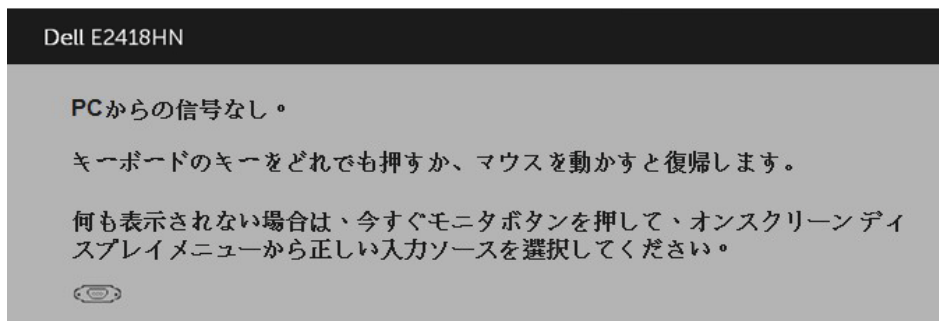 Dell E2418HN
PCからの信号なし。
キーボードのキーをどれでも押すか、マウスを動かすと復帰します。
何も表示されない場合は、今すぐモニタボタンを押して、オンスクリーン ディ
スプレイメニューから正しい入力ソースを選択してください。